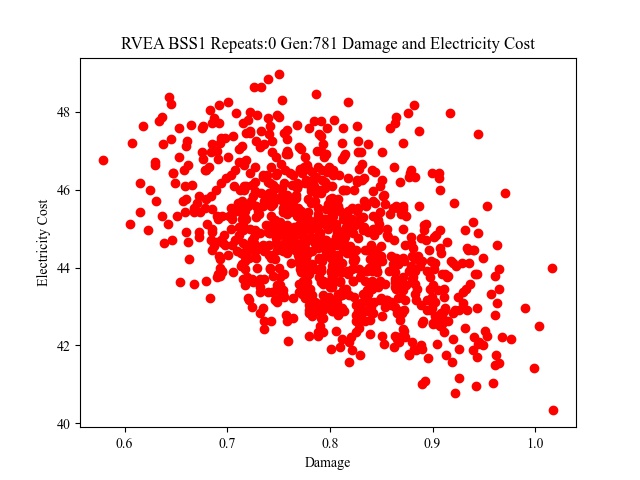 RVEA BSS1 Repeats:0 Gen:781 Damage and Electricity Cost
48
46
44
42
40
Electricity Cost
0.6 0.7 0.8 0.9 1.0
Damage